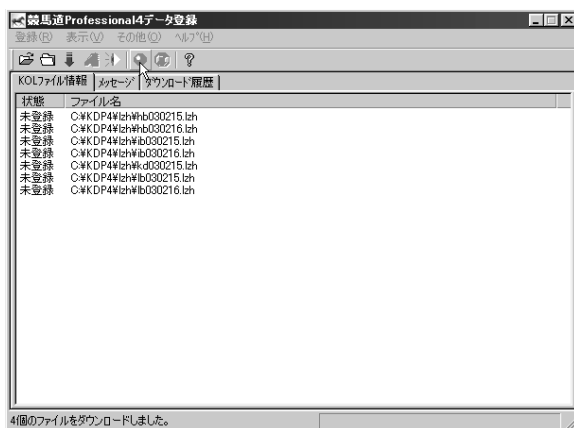 競馬道Professional4データ登録
登録(R) 表示(V) その他(O) ヘルプ(H)
KOLファイル情報 メッセージ ダウンロード履歴
状態 ファイル名
未登録 C:¥KDP4¥lzh¥hb030215.lzh
未登録 C:¥KDP4¥lzh¥hb030216.lzh
未登録 C:¥KDP4¥lzh¥ib030215.lzh
未登録 C:¥KDP4¥lzh¥ib030216.lzh
未登録 C:¥KDP4¥lzh¥kd030215.lzh
未登録 C:¥KDP4¥lzh¥lb030215.lzh
未登録 C:¥KDP4¥lzh¥lb030216.lzh
4個のファイルをダウンロードしました。